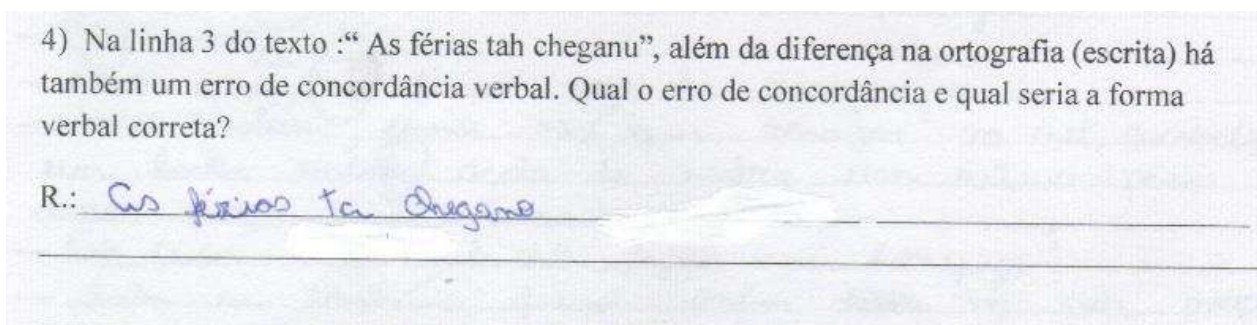 4) Na linha 3 do texto :“ As férias tah cheganu”, além da diferença na ortografia (escrita) há
também um erro de concordância verbal. Qual o erro de concordância e qual seria a forma
verbal correta?
R.: As férias ta chegano